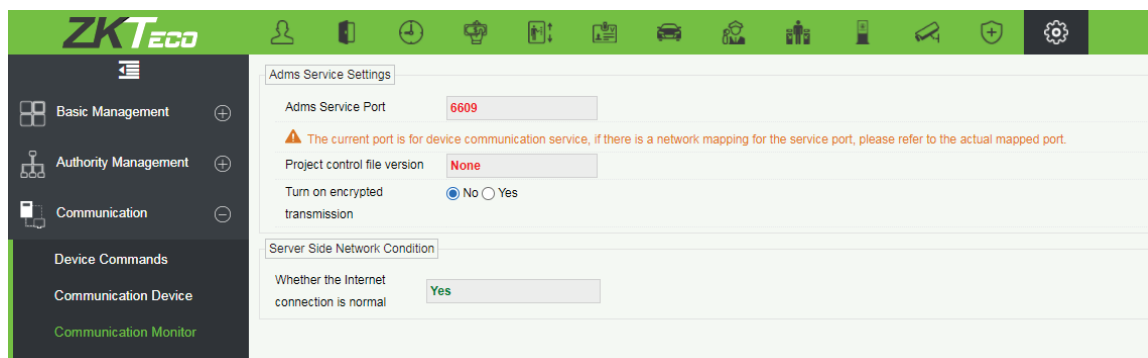 ZKTeco
Adms Service Settings
Basic Management
Adms Service Port 6609
The current port is for device communication service, if there is a network mapping for the service port, please refer to the actual mapped port.
Authority Management
Project control file version None
Turn on encrypted
transmission
No Yes
Communication
Server Side Network Condition
Device Commands
Whether the Internet
connection is normal
Yes
Communication Device
Communication Monitor